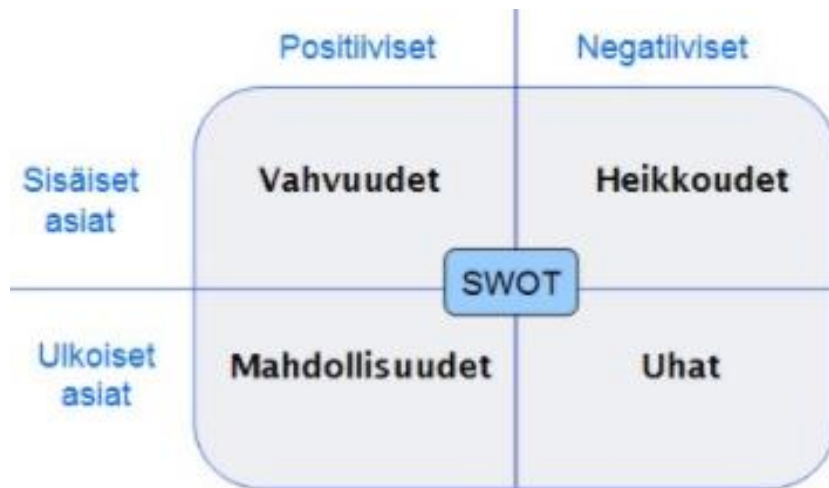 Positiiviset Negatiiviset
Sisäiset
asiat
Vahvuudet Heikkoudet
SWOT
Ulkoiset
asiat
Mahdollisuudet Uhat